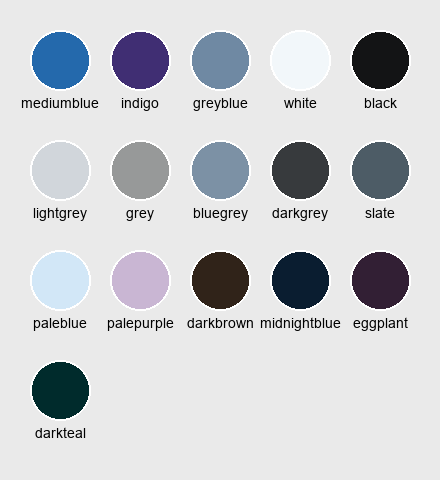 mediumblue indigo greyblue white black
lightgrey grey bluegrey darkgrey slate
paleblue palepurple darkbrown midnightblue eggplant
darkteal